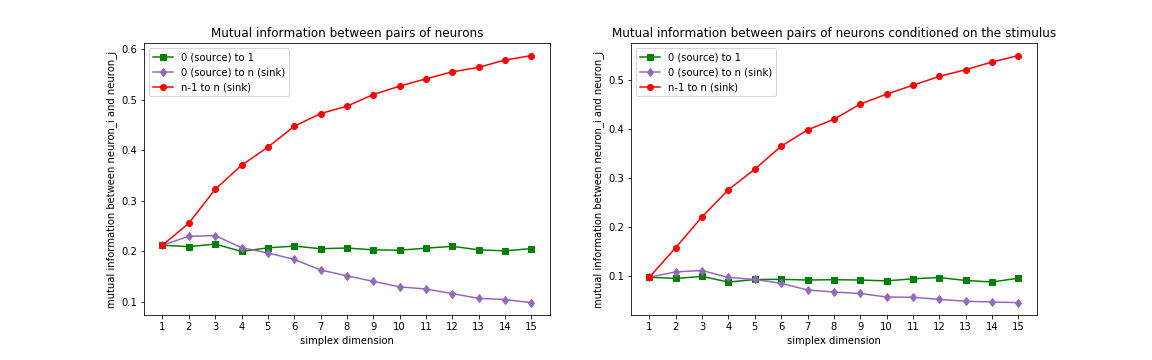 Mutual information between pairs of neurons
mutual information between neuron_i and neuron_j
0.6
0.5
0.4
0.3
0.2
0.1
0 (source) to 1
0 (source) to n (sink)
n-1 to n (sink)
1 2 3 4 5 6 7 8 9 10 11 12 13 14 15
simplex dimension
Mutual information between pairs of neurons conditioned on the stimulus
mutual information between neuron_i and neuron_j
0.5
0.4
0.3
0.2
0.1
0 (source) to 1
0 (source) to n (sink)
n-1 to n (sink)
1 2 3 4 5 6 7 8 9 10 11 12 13 14 15
simplex dimension